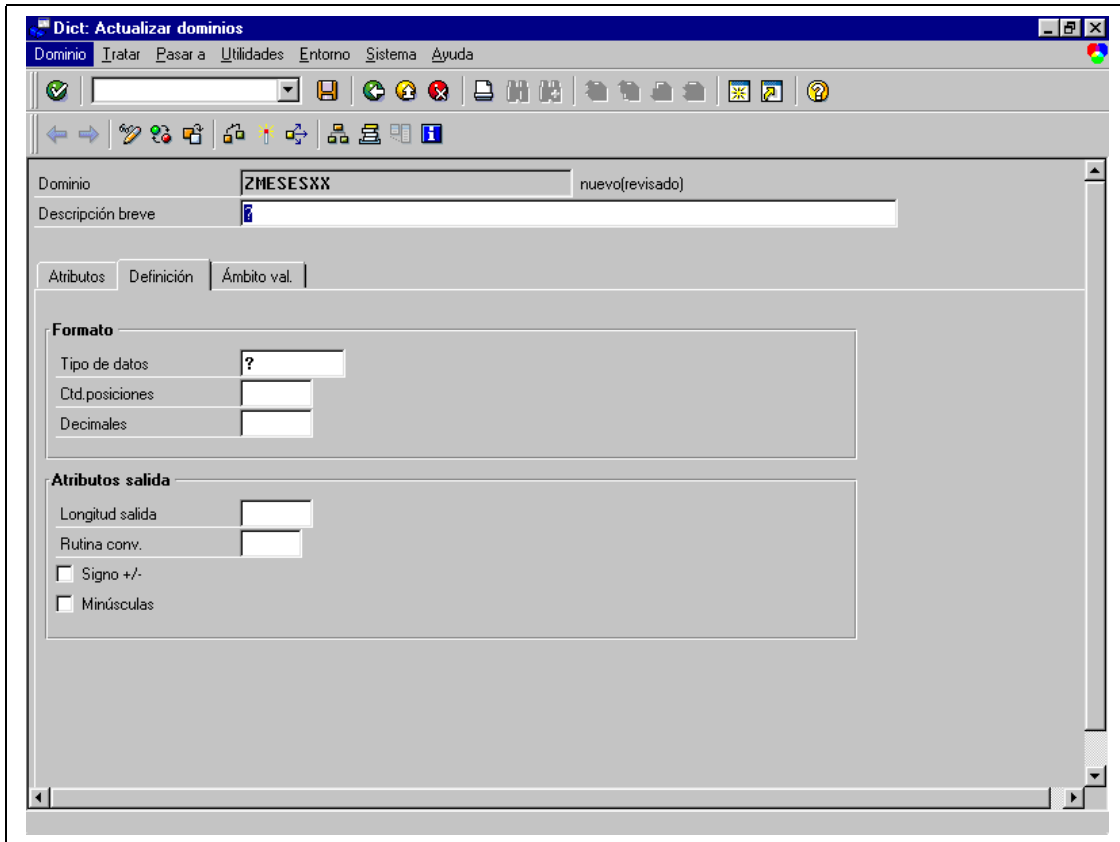 Dict: Actualizar dominios
Dominio Tratar Pasar a Utilidades Entorno Sistema Ayuda
Dominio ZMESESXX nuevo(revisado)
Descripción breve ?
Atributos Definición Ámbito val.
Formato
Tipo de datos ?
Ctd.posiciones
Decimales
Atributos salida
Longitud salida
Rutina conv.
Signo +/-
Minúsculas